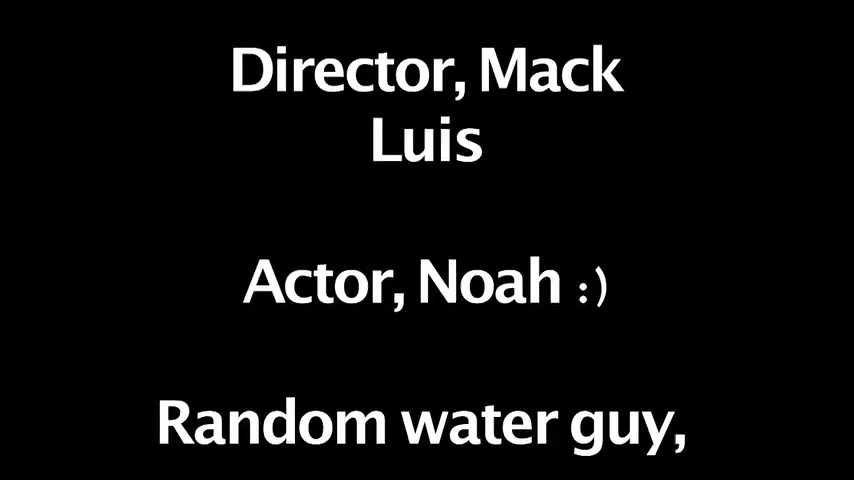 Director, Mack
Luis
Actor, Noah :)
Random water guy,